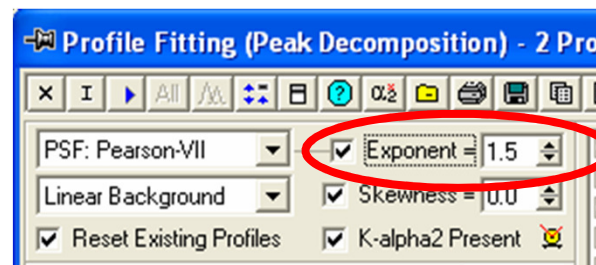 Profile Fitting (Peak Decomposition) - 2 Pro
All α2
PSF: Pearson-VII Exponent = 1.5
Linear Background Skewness = 0.0
Reset Existing Profiles K-alpha2 Present